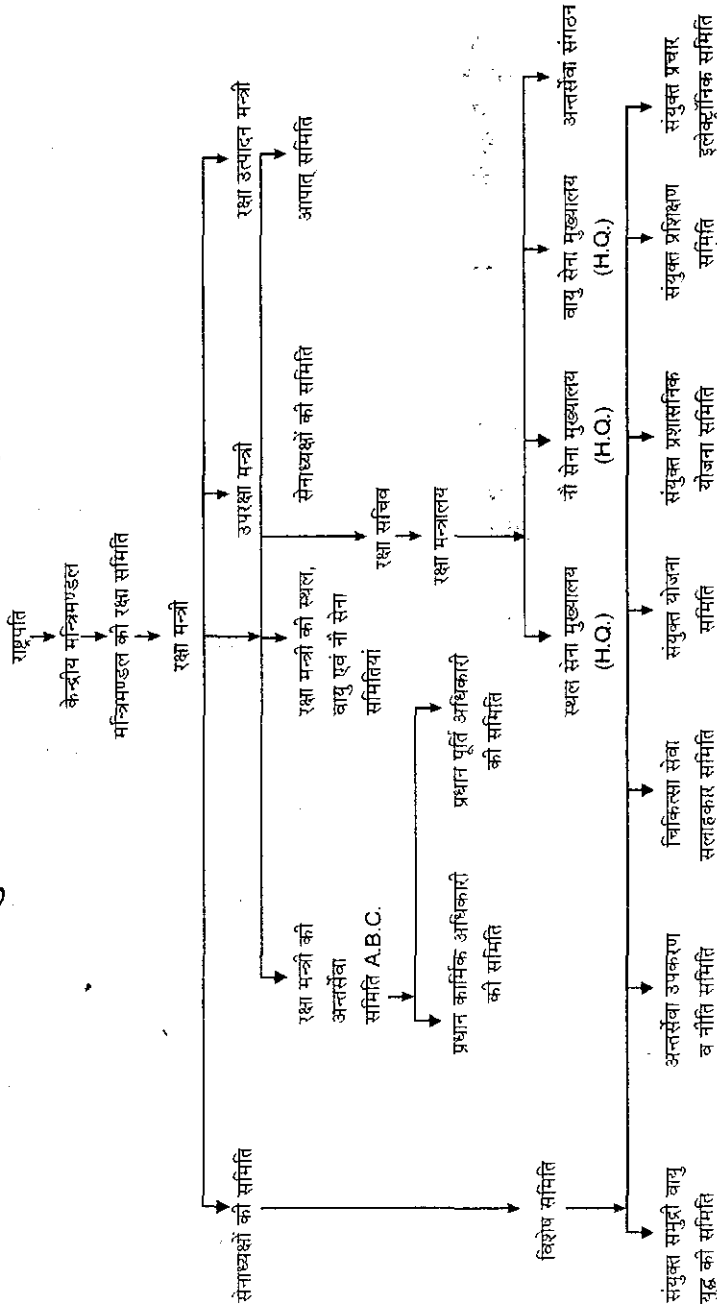 राष्ट्रपति
केन्द्रीय मन्त्रिमण्डल
मन्त्रिमण्डल की रक्षा समिति
रक्षा मन्त्री
सेनाध्यक्षों की समिति
उपरक्षा मन्त्री
रक्षा उत्पादन मन्त्री
रक्षा मन्त्री की
अन्तर्सेवा
समिति A.B.C.
रक्षा मन्त्री की स्थल,
वायु एवं नौ सेना
समितियां
सेनाध्यक्षों की समिति
आपात् समिति
प्रधान कार्मिक अधिकारी
की समिति
प्रधान पूर्ति अधिकारी
की समिति
रक्षा सचिव
रक्षा मन्त्रालय
विशेष समिति
स्थल सेना मुख्यालय
(H.Q.)
नौ सेना मुख्यालय
(H.Q.)
वायु सेना मुख्यालय
(H.Q.)
अन्तर्सेवा संगठन
संयुक्त समुद्री वायु
युद्ध की समिति
अन्तर्सेवा उपकरण
व नीति समिति
चिकित्सा सेवा
सलाहकार समिति
संयुक्त योजना
समिति
संयुक्त प्रशासनिक
योजना समिति
संयुक्त प्रशिक्षण
समिति
संयुक्त प्रचार
इलेक्ट्रॉनिक समिति